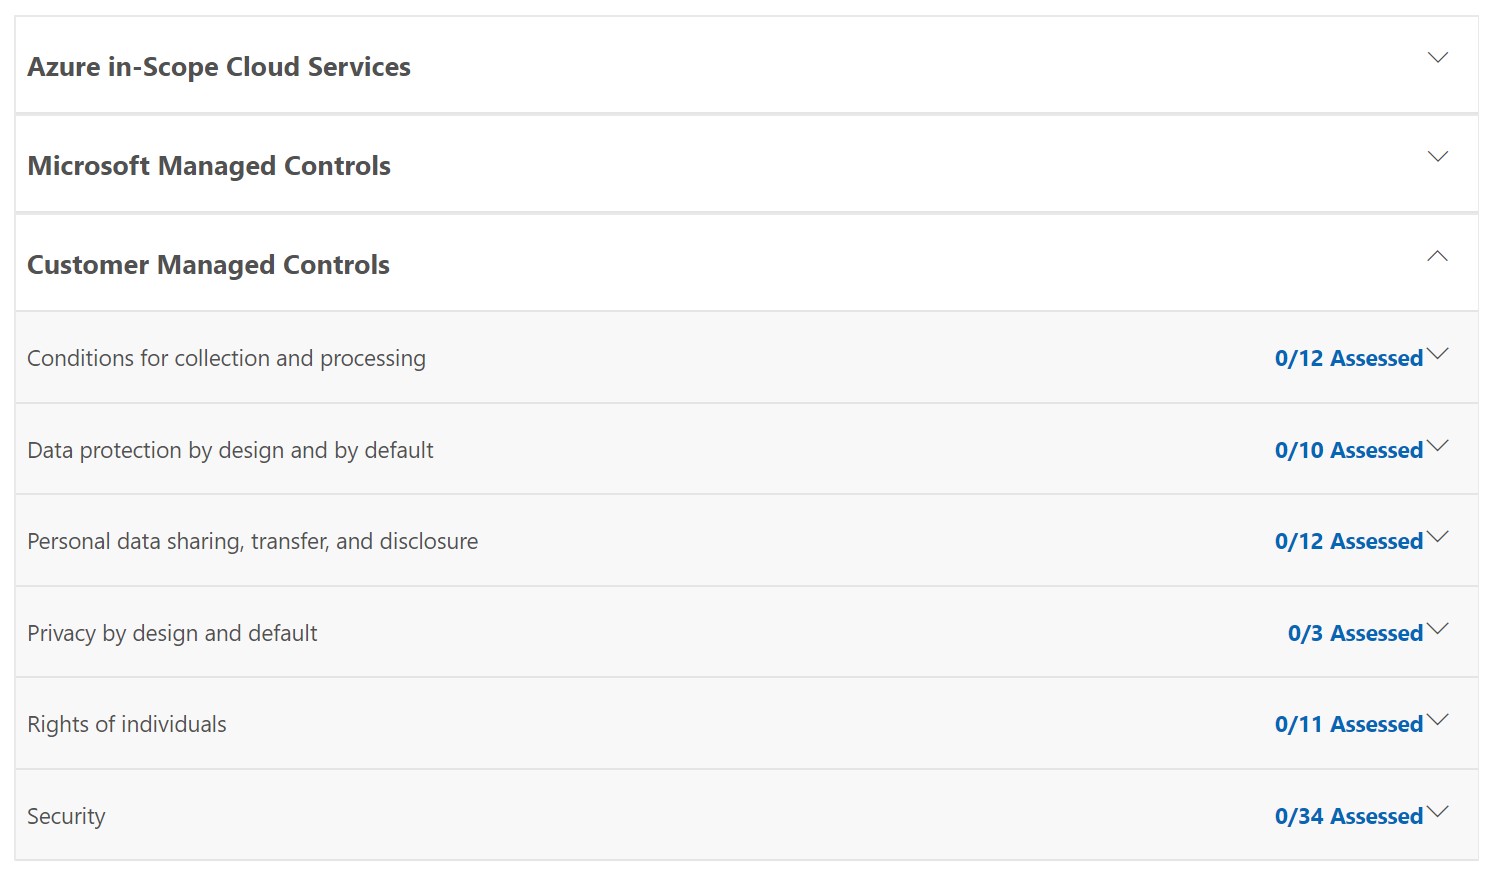 Azure in-Scope Cloud Services
Microsoft Managed Controls
Customer Managed Controls
Conditions for collection and processing 0/12 Assessed
Data protection by design and by default 0/10 Assessed
Personal data sharing, transfer, and disclosure 0/12 Assessed
Privacy by design and default 0/3 Assessed
Rights of individuals 0/11 Assessed
Security 0/34 Assessed